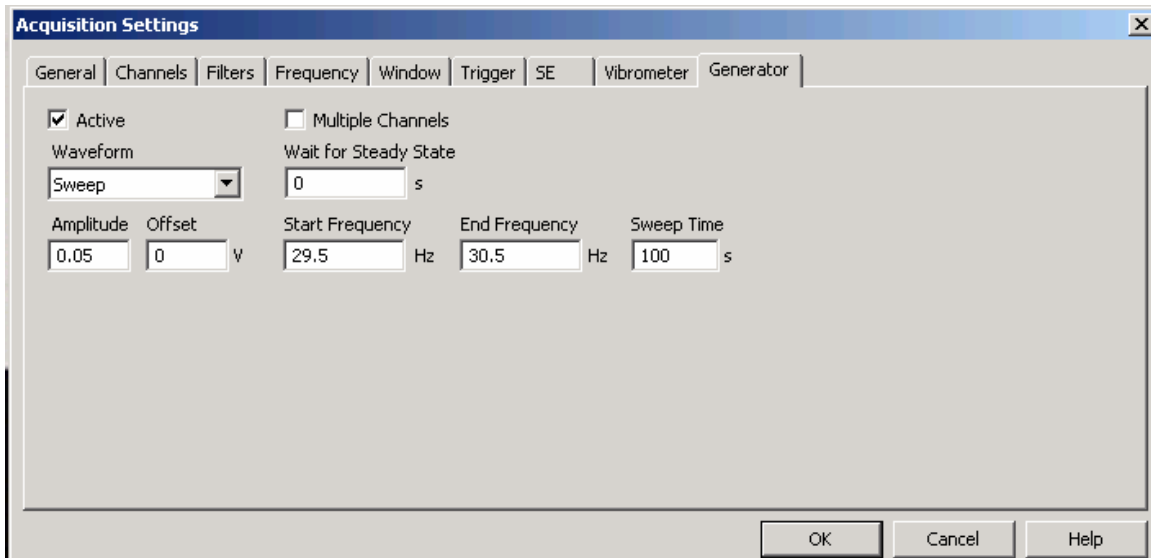 Acquisition Settings
General Channels Filters Frequency Window Trigger SE Vibrometer Generator
Active Multiple Channels
Waveform Wait for Steady State
Sweep 0 s
Amplitude Offset Start Frequency End Frequency Sweep Time
0.05 0 V 29.5 Hz 30.5 Hz 100 s
OK Cancel Help